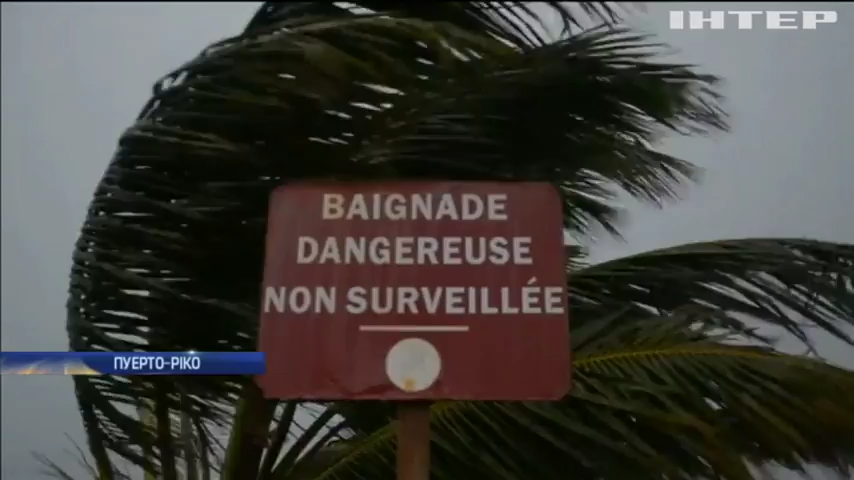 ІНТЕР
BAIGNADE
DANGEREUSE
NON SURVEILLÉE
ПУЕРТО-РІКО